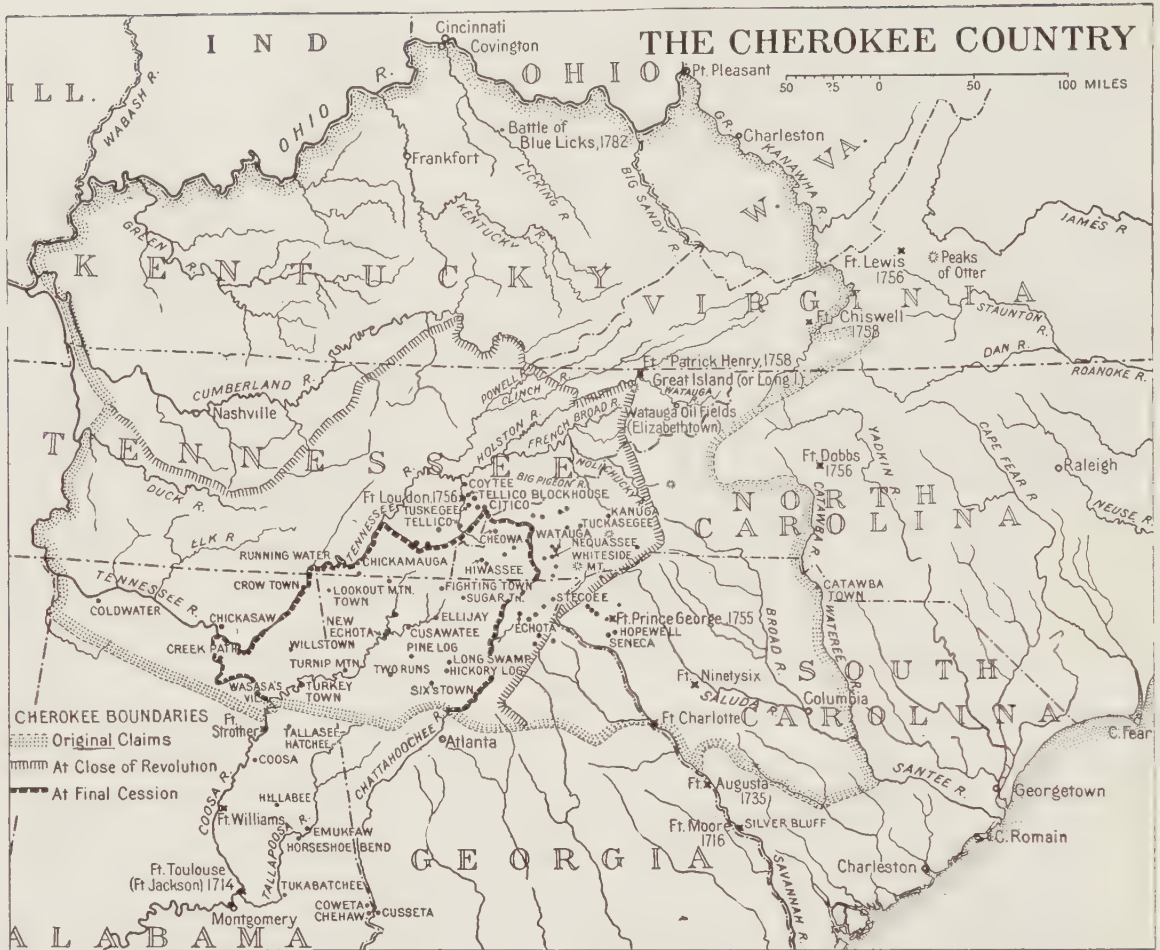 THE CHEROKEE COUNTRY
50 25 0 100 MILES
IND
ILL.
OHIO
W. VA.
KENTUCKY
VIRGINIA
TENNESSEE
NORTH
CAROLINA
SOUTH
CAROLINA
GEORGIA
ALABAMA
Cincinnati
Covington
Pt. Pleasant
WABASH R.
OHIO R.
Battle of
Blue Licks, 1782
Charleston
GR. KANAWHA R.
Frankfort
LICKING R
BIG SANDY R.
KENTUCKY R
GREEN R.
JAMES R
Ft. Lewis
1756
Peaks
of Otter
Ft. Chiswell
1758
STAUNTON
R.
DAN R.
ROANOKE R.
Ft. Patrick Henry, 1758
Great Island (or Long I.)
WATAUGA
Watauga Oil Fields
(Elizabethtown)
POWELL R.
CLINCH R.
CUMBERLAND R.
Nashville
HOLSTON R.
FRENCH BROAD R.
NOLICHUCKY
BIG PIGEON R.
Ft. Dobbs
1756
YADKIN R
CAPE FEAR R
Raleigh
NEUSE R.
CATAWBA R
DUCK R.
ELK R
TENNESSEE R.
COYTEE
TELLICO BLOCKHOUSE
Ft Loudon, 1756
CITICO
TUSKEGEE
TELLICO
KANUGA
TUCKASEGEE
CHEOWA
WATAUGA
NEQUASSEE
WHITESIDE
MT.
RUNNING WATER
CHICKAMAUGA
HIWASSEE
CROW TOWN
LOOKOUT MTN.
TOWN
FIGHTING TOWN
SUGAR TN.
STECOEE
CATAWBA
TOWN
TENNESSEE R.
COLDWATER
CHICKASAW
NEW
ECHOTA
ELLIJAY
CUSAWATEE
PINE LOG
ECHOTA
Ft. Prince George 1755
HOPEWELL
SENECA
BROAD R
WATEREE R
CREEK PATH
WILLSTOWN
TURNIP MTN.
TWO RUNS
LONG SWAMP
HICKORY LOG
Ft. Ninetysix
SALUDA R.
Columbia
WASASA'S
VIL.
TURKEY
TOWN
SIXES TOWN
CHEROKEE BOUNDARIES
Original Claims
At Close of Revolution
At Final Cession
Ft.
Strother
TALLASEE-
HATCHEE
Atlanta
Ft. Charlotte
C. Fear
COOSA
CHATTAHOOCHEE R.
Ft. Augusta
1735
SANTEE R.
Georgetown
COOSA R.
HILLABEE
Ft. Williams
EMUKFAW
HORSESHOE BEND
TALLAPOOSA R.
Ft. Moore
1716
SILVER BLUFF
C. Romain
Charleston
Ft. Toulouse
(Ft Jackson) 1714
TUKABATCHEE
COWETA
CHEHAW
CUSSETA
Montgomery
SAVANNAH R.